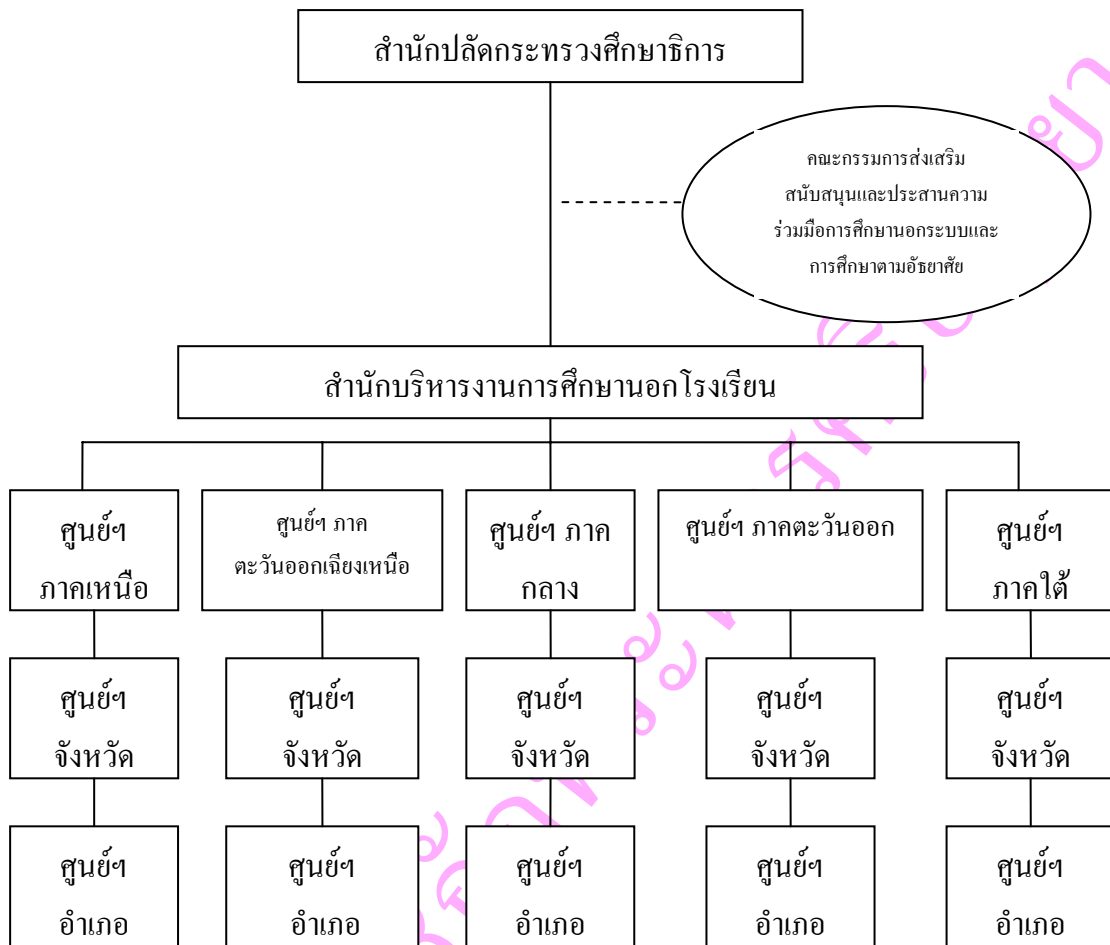 สำนักปลัดกระทรวงศึกษาธิการ
คณะกรรมการส่งเสริม
สนับสนุนและประสานความ
ร่วมมือการศึกษานอกระบบและ
การศึกษาตามอัธยาศัย
สำนักบริหารงานการศึกษานอกโรงเรียน
ศูนย์ฯ
ภาคเหนือ
ศูนย์ฯ ภาค
ตะวันออกเฉียงเหนือ
ศูนย์ฯ ภาค
กลาง
ศูนย์ฯ ภาคตะวันออก
ศูนย์ฯ
ภาคใต้
ศูนย์ฯ
จังหวัด
ศูนย์ฯ
จังหวัด
ศูนย์ฯ
จังหวัด
ศูนย์ฯ
จังหวัด
ศูนย์ฯ
จังหวัด
ศูนย์ฯ
อำเภอ
ศูนย์ฯ
อำเภอ
ศูนย์ฯ
อำเภอ
ศูนย์ฯ
อำเภอ
ศูนย์ฯ
อำเภอ